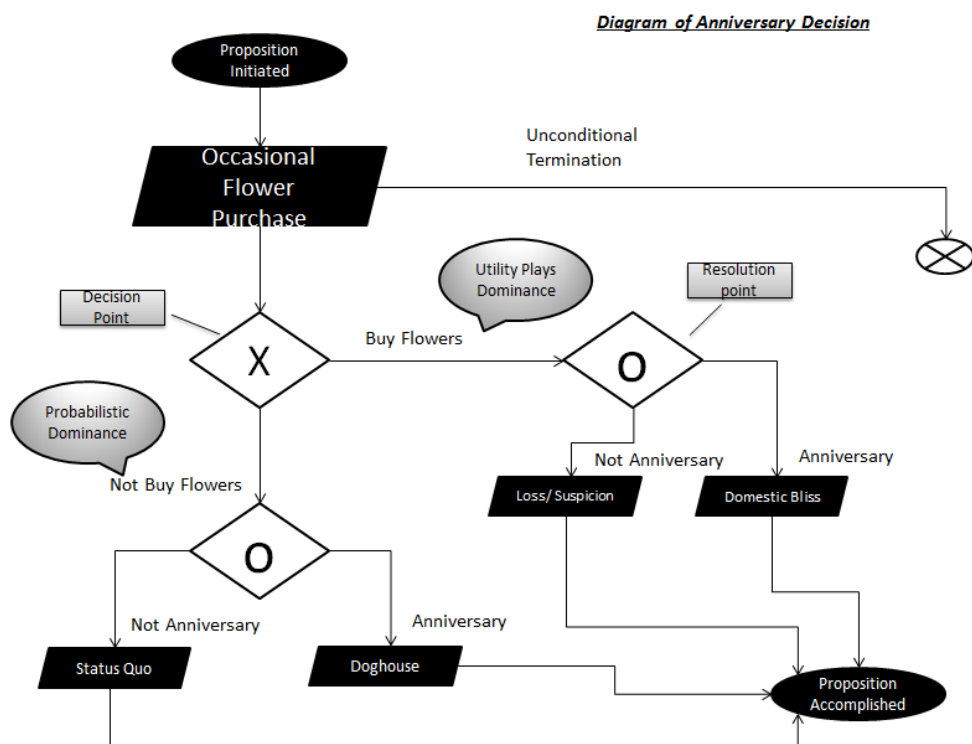 Diagram of Anniversary Decision
Proposition
Initiated
Unconditional
Termination
Occasional
Flower
Purchase
Utility Plays
Dominance
Resolution
point
Decision
Point
Buy Flowers
X
O
Probabilistic
Dominance
Not Anniversary
Anniversary
Not Buy Flowers
Loss/ Suspicion
Domestic Bliss
O
Not Anniversary
Anniversary
Status Quo
Doghouse
Proposition
Accomplished